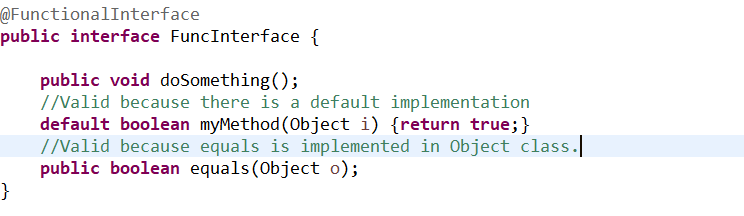 @FunctionalInterface
public interface FuncInterface {
public void doSomething();
//Valid because there is a default implementation
default boolean myMethod(Object i) {return true;}
//Valid because equals is implemented in Object class.
public boolean equals(Object o);
}